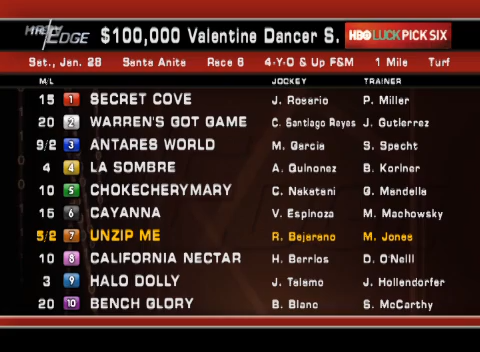 HRTV EDGE $100,000 Valentine Dancer S. HBO LUCK PICK SIX
Sat., Jan. 28 Santa Anita Race 6 4-Y-O & Up F&M 1 Mile Turf
M/L JOCKEY TRAINER
15 1 SECRET COVE J. Rosario P. Miller
20 2 WARREN'S GOT GAME C. Santiago Reyes J. Gutierrez
9/2 3 ANTARES WORLD M. Garcia S. Specht
4 4 LA SOMBRE A. Quinonez B. Koriner
10 5 CHOKECHERYMARY C. Nakatani G. Mandella
15 6 CAYANNA V. Espinoza M. Machowsky
5/2 7 UNZIP ME R. Bejarano M. Jones
10 8 CALIFORNIA NECTAR H. Berrios D. O'Neill
3 9 HALO DOLLY J. Talamo J. Hollendorfer
20 10 BENCH GLORY B. Blanc S. McCarthy